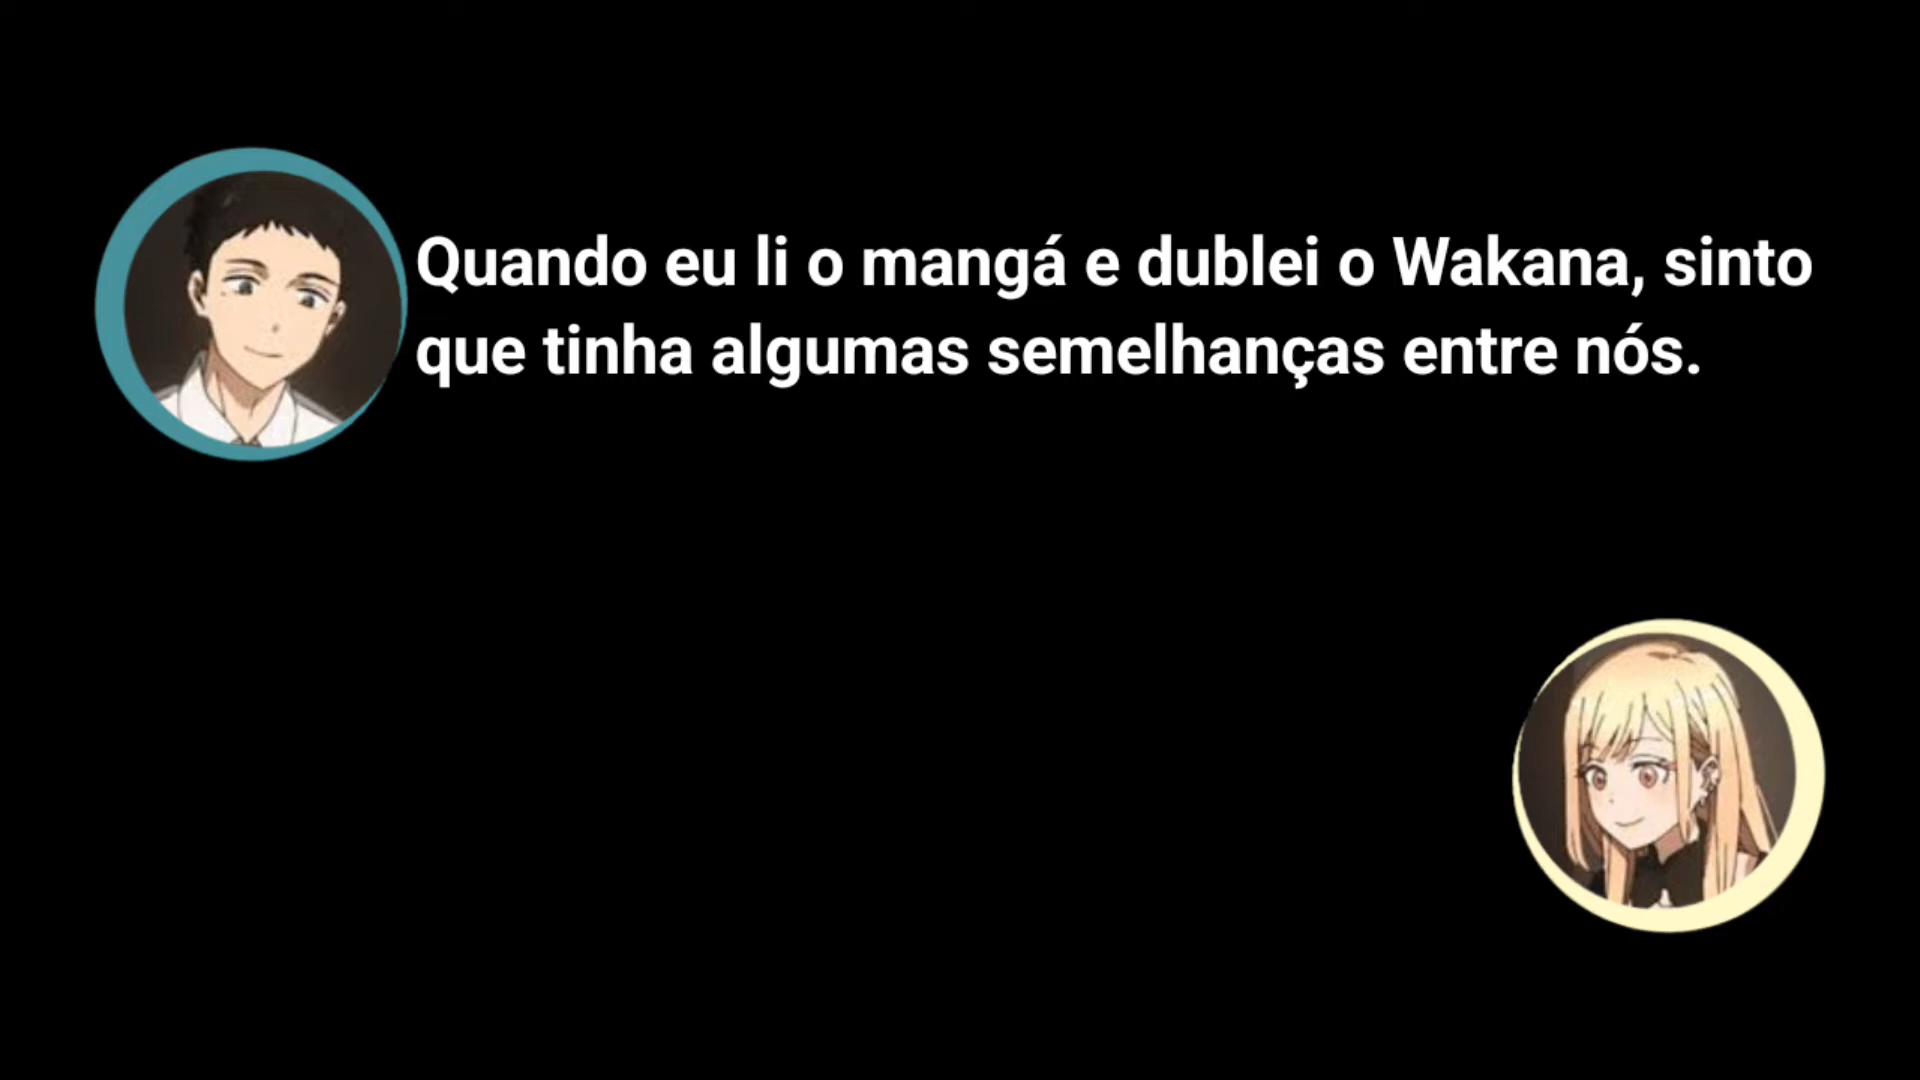 Quando eu li o mangá e dublei o Wakana, sinto
que tinha algumas semelhanças entre nós.